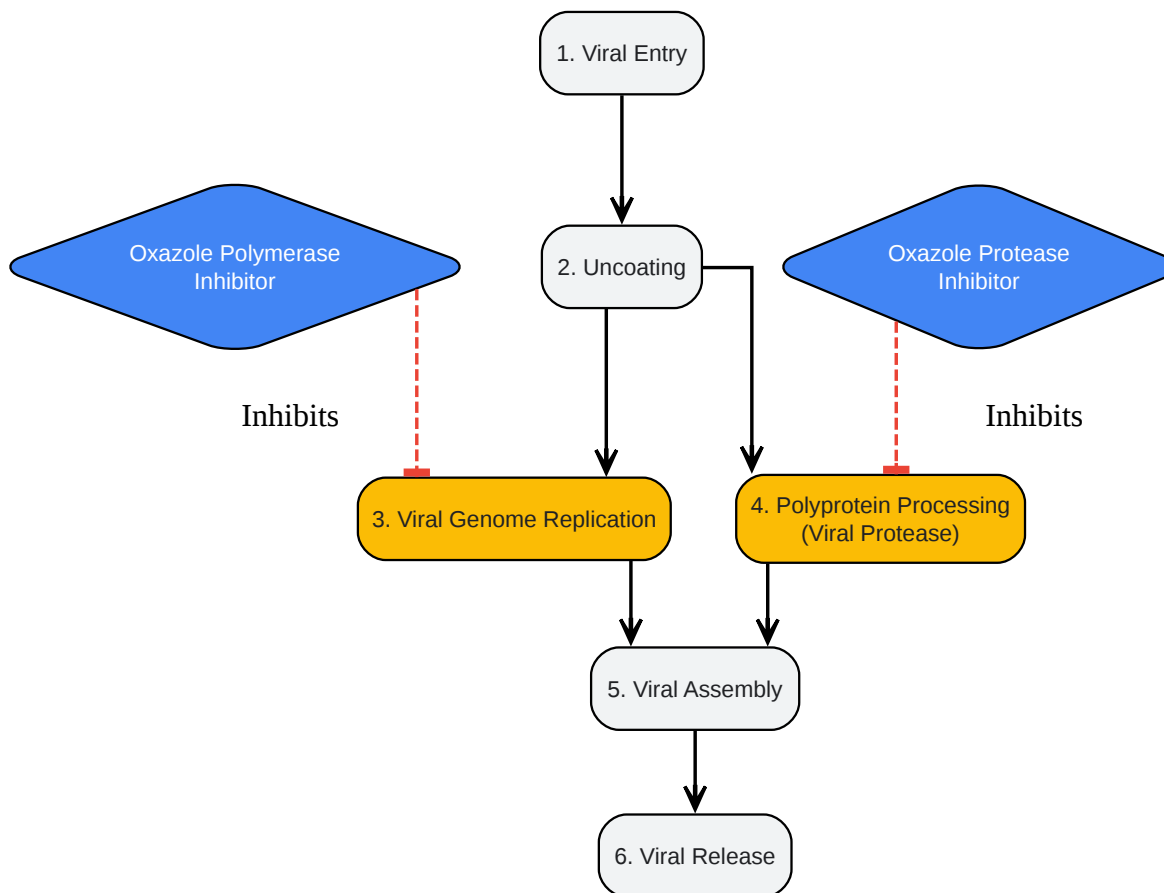 1. Viral Entry
Oxazole Polymerase
Inhibitor
2. Uncoating
Oxazole Protease
Inhibitor
Inhibits
Inhibits
3. Viral Genome Replication
4. Polyprotein Processing
(Viral Protease)
5. Viral Assembly
6. Viral Release